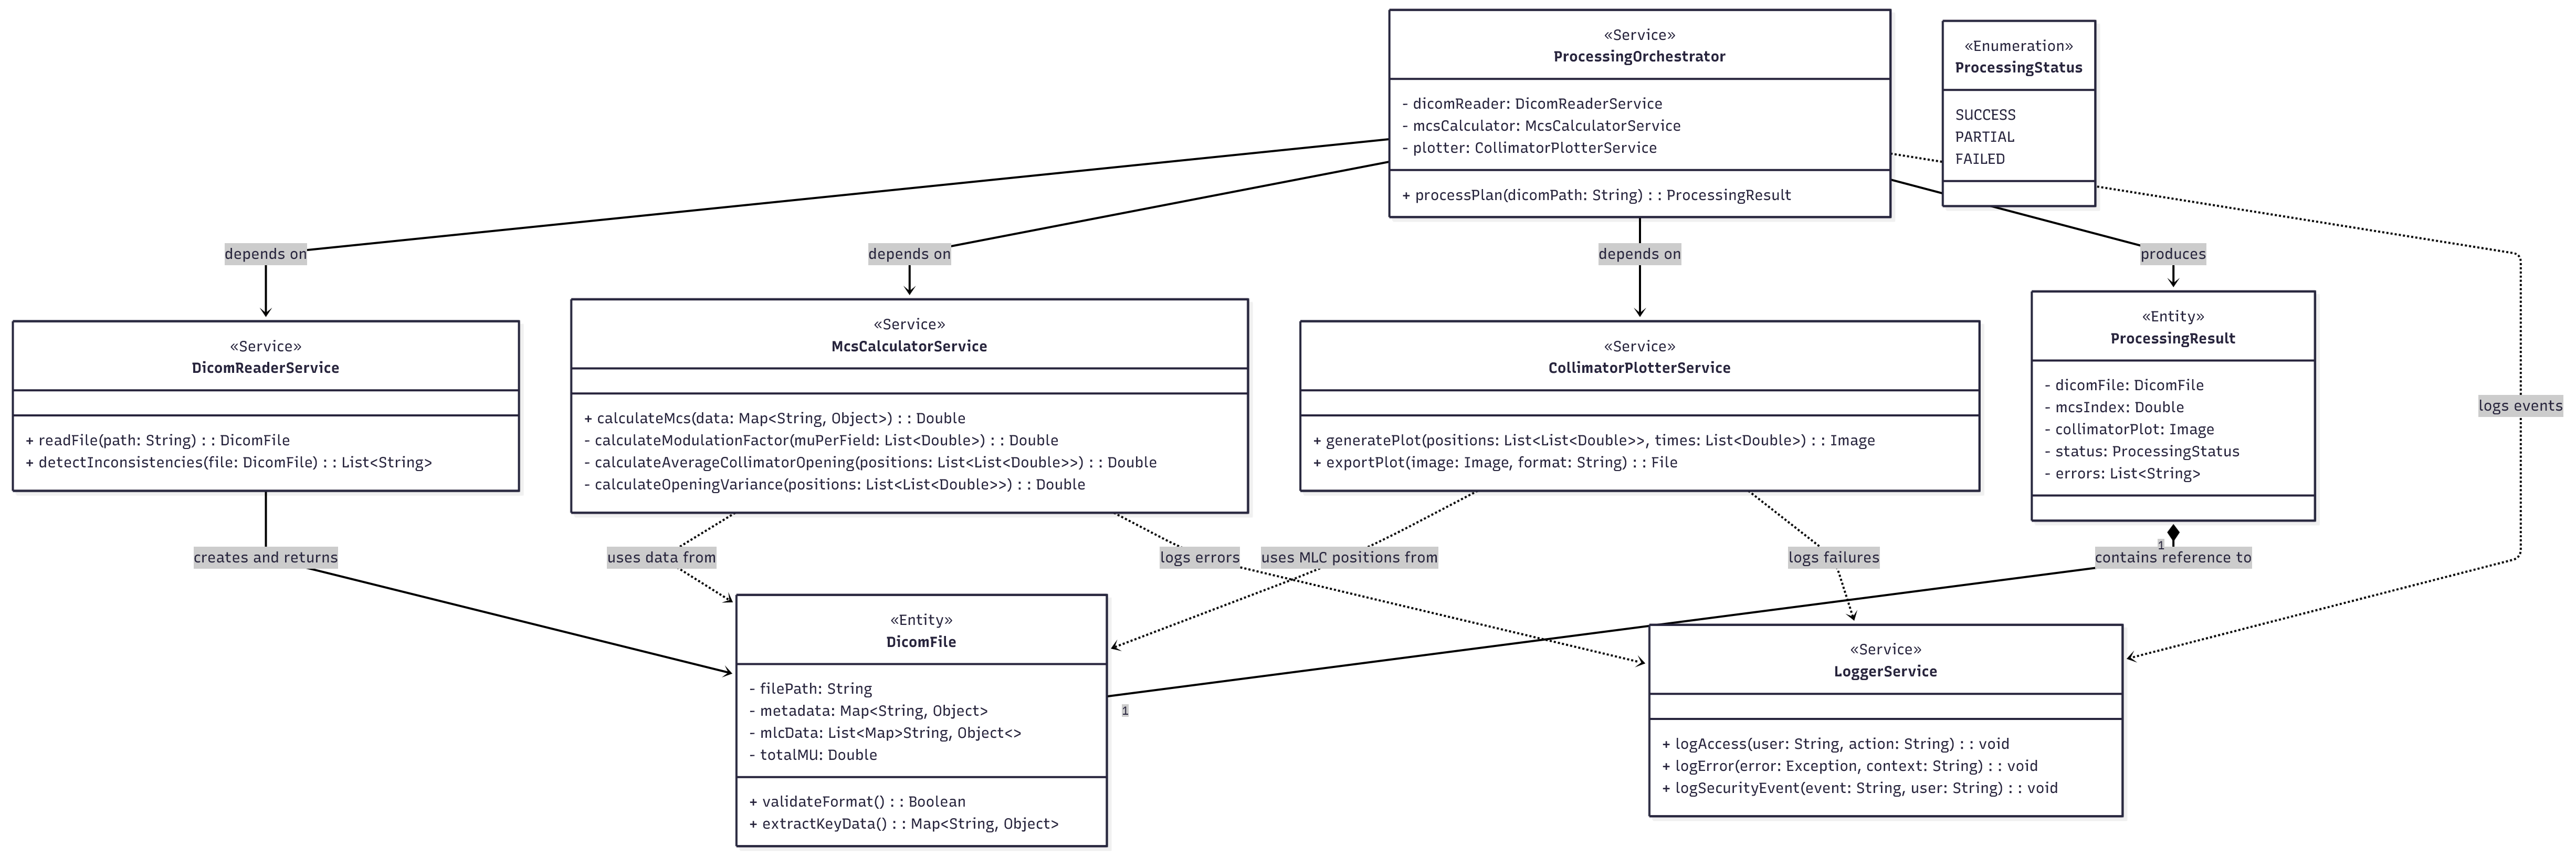 «Service»
ProcessingOrchestrator
- dicomReader: DicomReaderService
- mcsCalculator: McsCalculatorService
- plotter: CollimatorPlotterService
+ processPlan(dicomPath: String) : : ProcessingResult
«Enumeration»
ProcessingStatus
SUCCESS
PARTIAL
FAILED
depends on
depends on
depends on
produces
«Service»
DicomReaderService
+ readFile(path: String) : : DicomFile
+ detectInconsistencies(file: DicomFile) : : List<String>
«Service»
McsCalculatorService
+ calculateMcs(data: Map<String, Object>) : : Double
- calculateModulationFactor(muPerField: List<Double>) : : Double
- calculateAverageCollimatorOpening(positions: List<List<Double>>) : : Double
- calculateOpeningVariance(positions: List<List<Double>>) : : Double
«Service»
CollimatorPlotterService
+ generatePlot(positions: List<List<Double>>, times: List<Double>) : : Image
+ exportPlot(image: Image, format: String) : : File
«Entity»
ProcessingResult
- dicomFile: DicomFile
- mcsIndex: Double
- collimatorPlot: Image
- status: ProcessingStatus
- errors: List<String>
logs events
creates and returns
uses data from
logs errors
uses MLC positions from
logs failures
1
contains reference to
«Entity»
DicomFile
- filePath: String
- metadata: Map<String, Object>
- mlcData: List<Map>String, Object<>
- totalMU: Double
+ validateFormat() : : Boolean
+ extractKeyData() : : Map<String, Object>
1
«Service»
LoggerService
+ logAccess(user: String, action: String) : : void
+ logError(error: Exception, context: String) : : void
+ logSecurityEvent(event: String, user: String) : : void